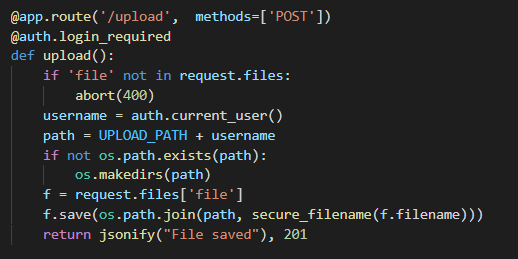 @app.route('/upload',  methods=['POST'])
@auth.login_required
def upload():
    if 'file' not in request.files:
        abort(400)
    username = auth.current_user()
    path = UPLOAD_PATH + username
    if not os.path.exists(path):
        os.makedirs(path)
    f = request.files['file']
    f.save(os.path.join(path, secure_filename(f.filename)))
    return jsonify("File saved"), 201